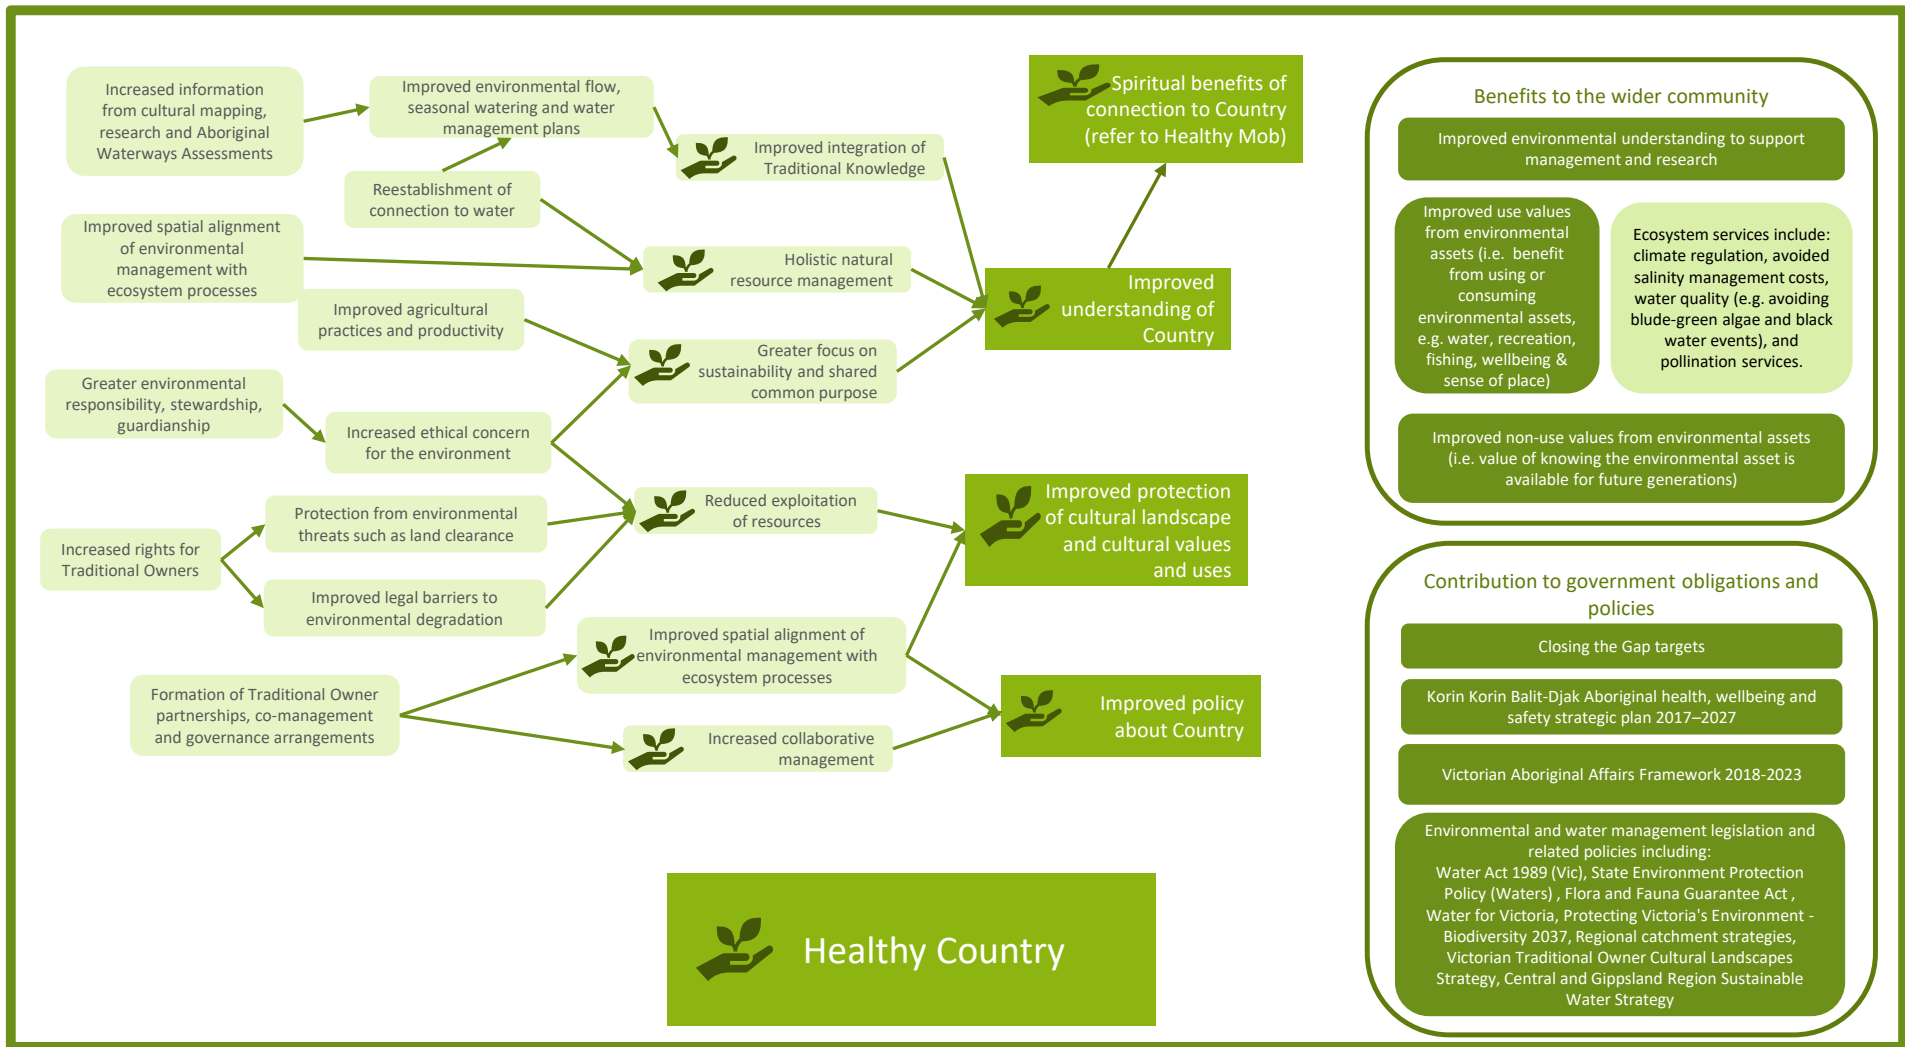 Increased information
from cultural mapping,
research and Aboriginal
Waterways Assessments
Improved environmental flow,
seasonal watering and water
management plans
Reestablishment of
connection to water
Improved integration of
Traditional Knowledge
Spiritual benefits of
connection to Country
(refer to Healthy Mob)
Improved spatial alignment
of environmental
management with
ecosystem processes
Holistic natural
resource management
Improved agricultural
practices and productivity
Improved
understanding of
Country
Greater focus on
sustainability and shared
common purpose
Greater environmental
responsibility, stewardship,
guardianship
Increased ethical concern
for the environment
Reduced exploitation
of resources
Improved protection
of cultural landscape
and cultural values
and uses
Protection from environmental
threats such as land clearance
Increased rights for
Traditional Owners
Improved legal barriers to
environmental degradation
Improved spatial alignment of
environmental management with
ecosystem processes
Formation of Traditional Owner
partnerships, co-management
and governance arrangements
Increased collaborative
management
Improved policy
about Country
Healthy Country
Benefits to the wider community
Improved environmental understanding to support
management and research
Improved use values
from environmental
assets (i.e. benefit
from using or
consuming
environmental assets,
e.g. water, recreation,
fishing, wellbeing &
sense of place)
Ecosystem services include:
climate regulation, avoided
salinity management costs,
water quality (e.g. avoiding
blude-green algae and black
water events), and
pollination services.
Improved non-use values from environmental assets
(i.e. value of knowing the environmental asset is
available for future generations)
Contribution to government obligations and
policies
Closing the Gap targets
Korin Korin Balit-Djak Aboriginal health, wellbeing and
safety strategic plan 2017–2027
Victorian Aboriginal Affairs Framework 2018-2023
Environmental and water management legislation and
related policies including:
Water Act 1989 (Vic), State Environment Protection
Policy (Waters) , Flora and Fauna Guarantee Act ,
Water for Victoria, Protecting Victoria's Environment -
Biodiversity 2037, Regional catchment strategies,
Victorian Traditional Owner Cultural Landscapes
Strategy, Central and Gippsland Region Sustainable
Water Strategy